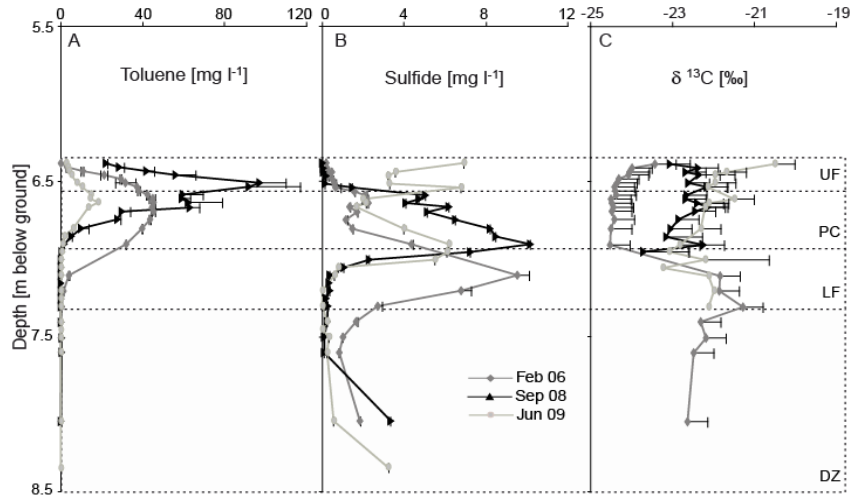 0 40 80 120 0 4 8 12 -25 -23 -21 -19
5.5
A B C
Toluene [mg l-1] Sulfide [mg l-1] δ 13C [‰]
UF
6.5
PC
Depth [m below ground]
LF
7.5
Feb 06
Sep 08
Jun 09
DZ
8.5